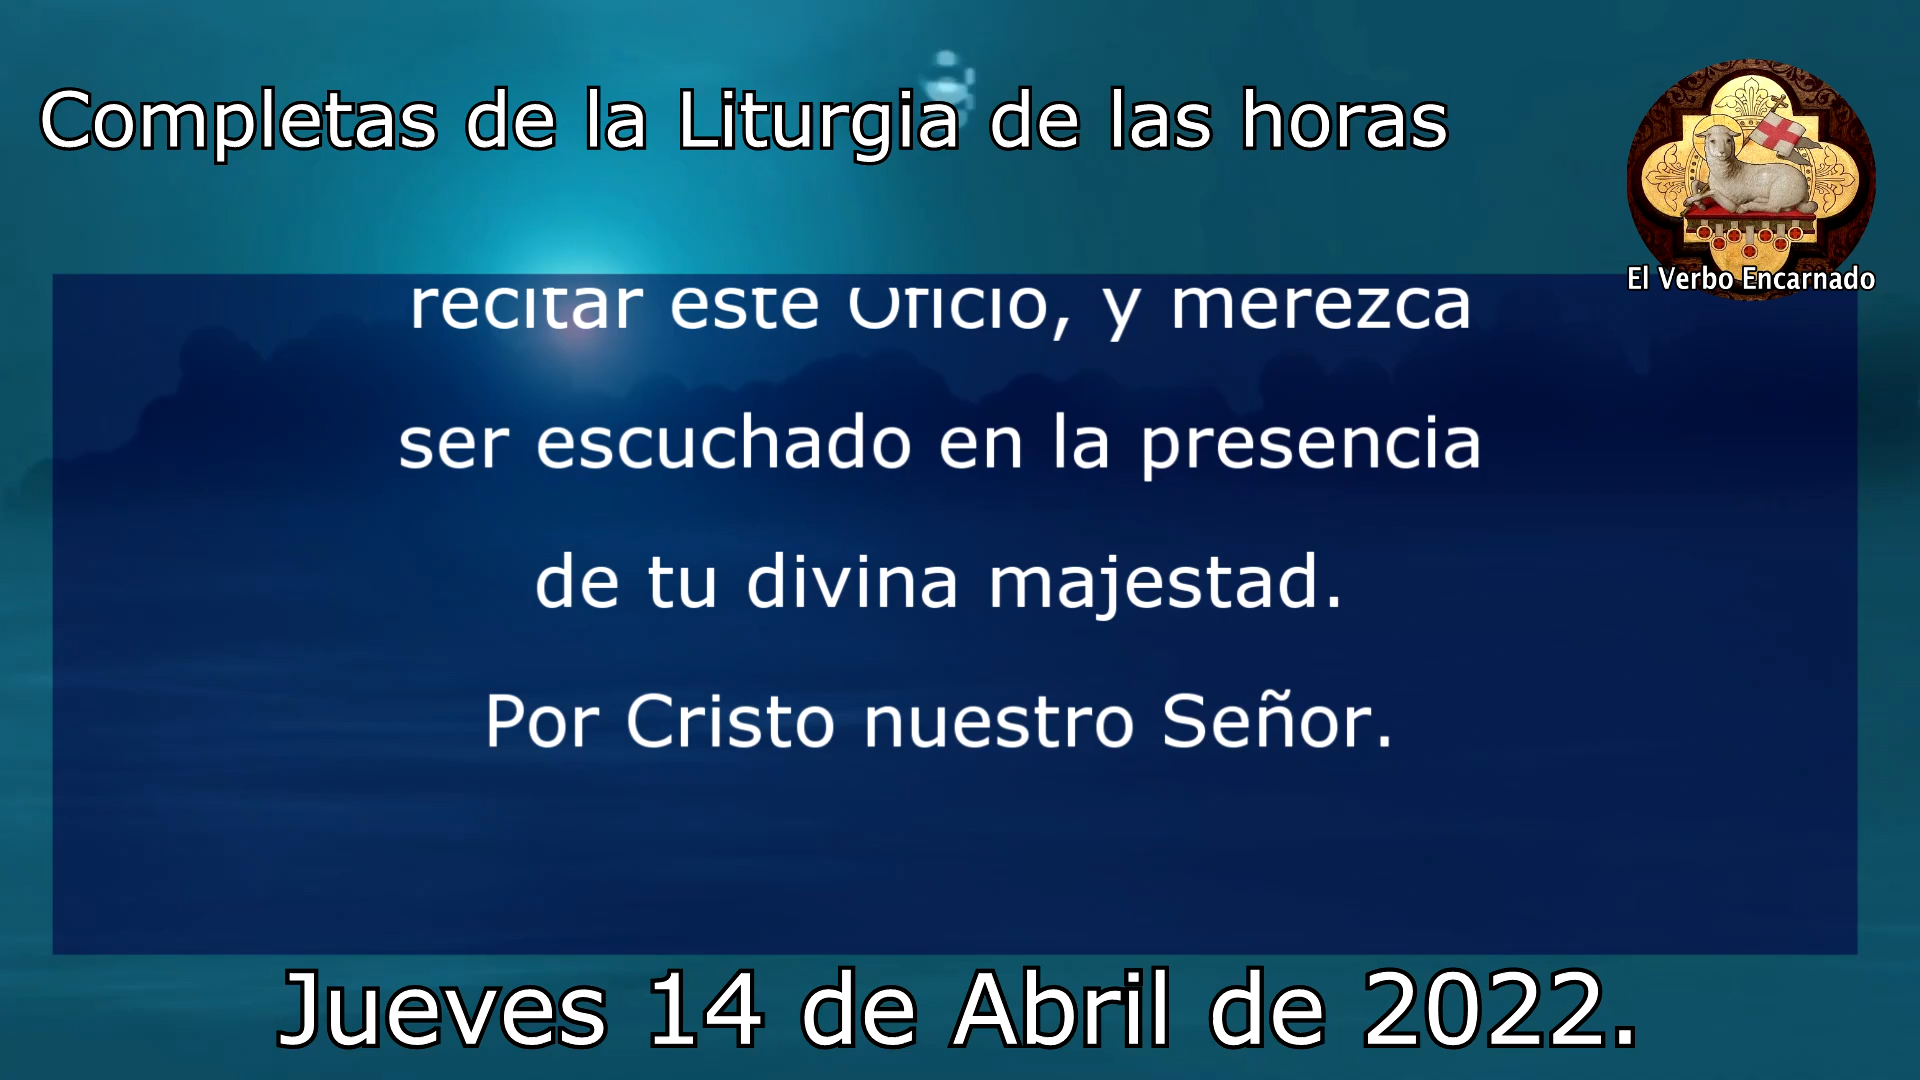 Completas de la Liturgia de las horas
El Verbo Encarnado
recitar este Oficio, y merezca
ser escuchado en la presencia
de tu divina majestad.
Por Cristo nuestro Señor.
Jueves 14 de Abril de 2022.